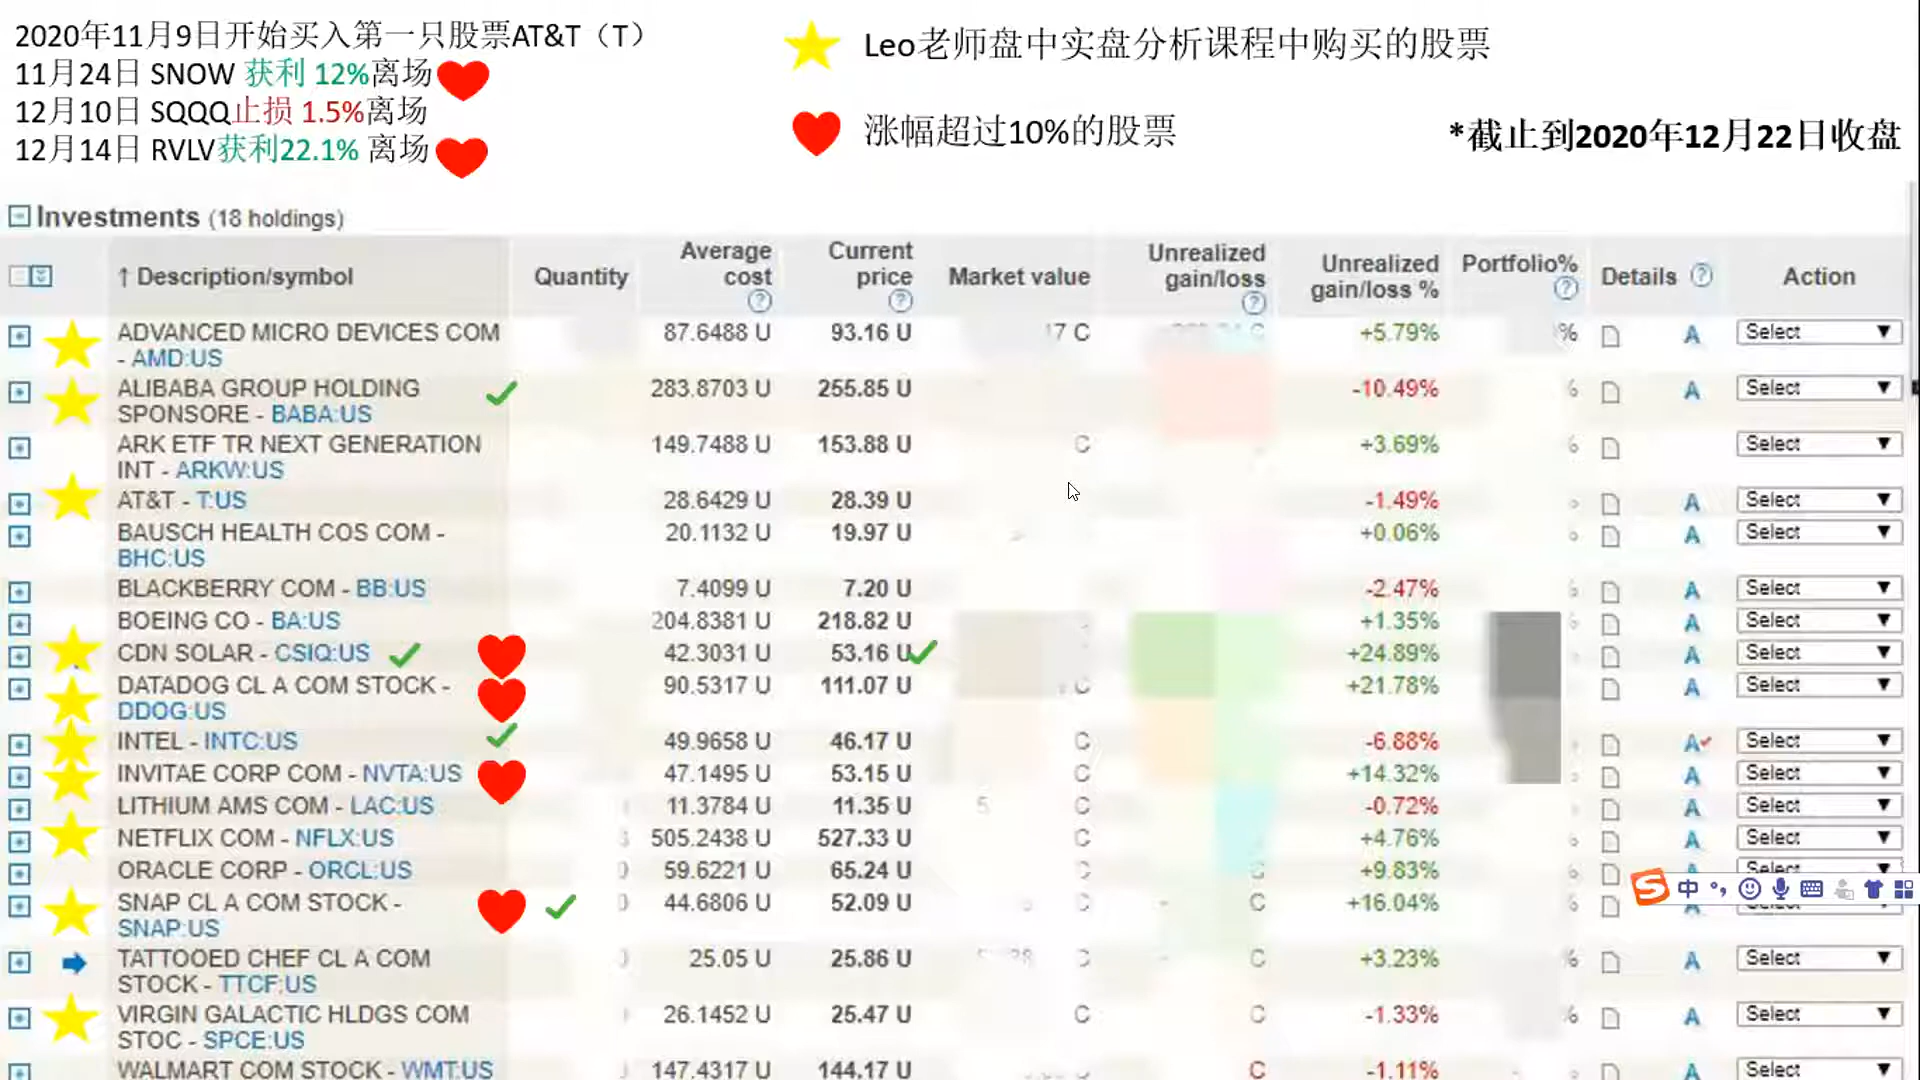 2020年11月9日开始买入第一只股票AT&T（T）
11月24日 SNOW 获利 12%离场
12月10日 SQQQ止损 1.5%离场
12月14日 RVLV获利22.1% 离场
Leo老师盘中实盘分析课程中购买的股票
涨幅超过10%的股票
*截止到2020年12月22日收盘
Investments (18 holdings)
↑ Description/symbol Quantity Average cost Current price Market value Unrealized gain/loss Unrealized gain/loss % Portfolio% Details Action
ADVANCED MICRO DEVICES COM 87.6488 U 93.16 U 17 C C +5.79% % A Select
- AMD:US
ALIBABA GROUP HOLDING 283.8703 U 255.85 U -10.49% A Select
SPONSORE - BABA:US
ARK ETF TR NEXT GENERATION 149.7488 U 153.88 U C +3.69% Select
INT - ARKW:US
AT&T - T:US 28.6429 U 28.39 U -1.49% A Select
BAUSCH HEALTH COS COM - 20.1132 U 19.97 U +0.06% A Select
BHC:US
BLACKBERRY COM - BB:US 7.4099 U 7.20 U -2.47% A Select
BOEING CO - BA:US 204.8381 U 218.82 U +1.35% A Select
CDN SOLAR - CSIQ:US 42.3031 U 53.16 U +24.89% A Select
DATADOG CL A COM STOCK - 90.5317 U 111.07 U C +21.78% A Select
DDOG:US
INTEL - INTC:US 49.9658 U 46.17 U C -6.88% A Select
INVITAE CORP COM - NVTA:US 47.1495 U 53.15 U C +14.32% A Select
LITHIUM AMS COM - LAC:US 11.3784 U 11.35 U C -0.72% A Select
NETFLIX COM - NFLX:US 505.2438 U 527.33 U C +4.76% A Select
ORACLE CORP - ORCL:US 59.6221 U 65.24 U C C +9.83% Select
SNAP CL A COM STOCK - 44.6806 U 52.09 U C C +16.04% A Select
SNAP:US
中
TATTOOED CHEF CL A COM 25.05 U 25.86 U C C +3.23% % A Select
STOCK - TTCF:US
VIRGIN GALACTIC HLDGS COM 26.1452 U 25.47 U C C -1.33% % A Select
STOC - SPCE:US
WALMART COM STOCK - WMT:US 147.4317 U 144.17 U C C -1.11% A Select